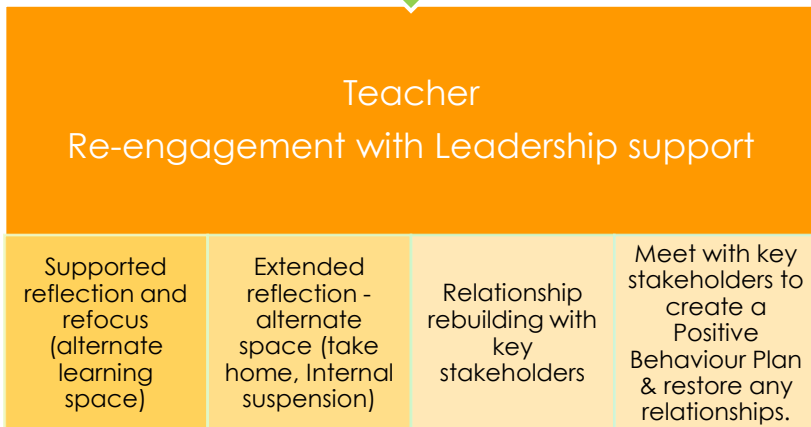 Teacher
Re-engagement with Leadership support
Supported
reflection and
refocus
(alternate
learning
space)
Extended
reflection -
alternate
space (take
home, Internal
suspension)
Relationship
rebuilding with
key
stakeholders
Meet with key
stakeholders to
create a
Positive
Behaviour Plan
& restore any
relationships.